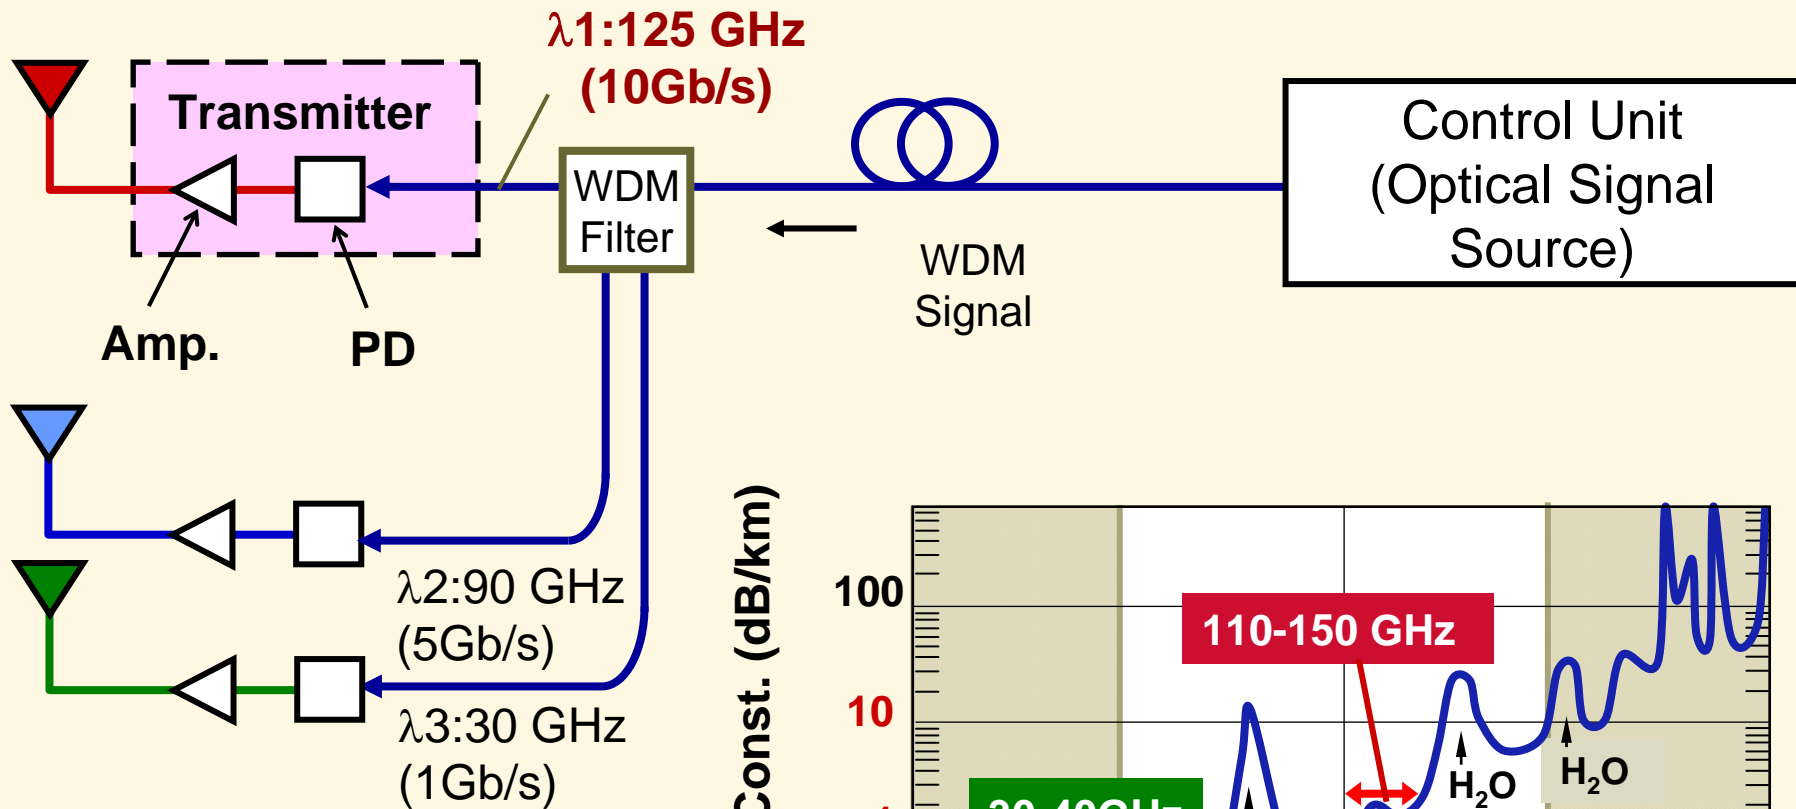 λ1:125 GHz
(10Gb/s)
Transmitter
Amp.
PD
WDM
Filter
WDM
Signal
Control Unit
(Optical Signal
Source)
λ2:90 GHz
(5Gb/s)
λ3:30 GHz
(1Gb/s)
Const. (dB/km)
100
10
110-150 GHz
H₂O
H₂O